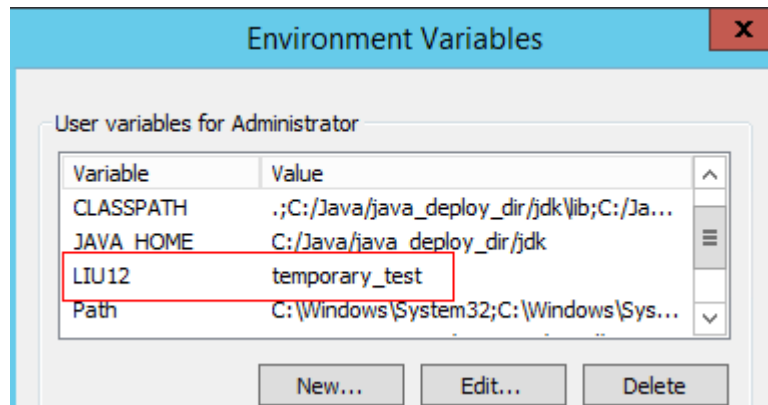 Environment Variables
x
User variables for Administrator
Variable Value
CLASSPATH .;C:/Java/java_deploy_dir/jdk\lib;C:/Ja...
JAVA_HOME C:/Java/java_deploy_dir/jdk
LIU12 temporary_test
Path C:\Windows\System32;C:\Windows\Sys...
New... Edit... Delete